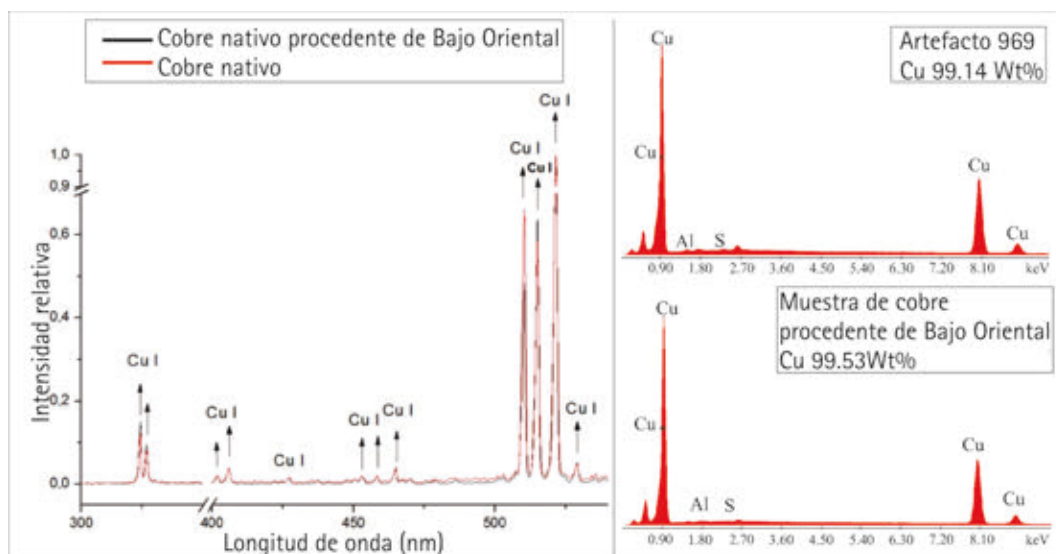 Cobre nativo procedente de Bajo Oriental
Cobre nativo
Cu I
Cu I
Cu I
1,0
0,9
0,6
0,4
0,2
0,0
Cu I
Cu I
Cu I
Cu I
Cu I
Cu I
300
400
450
500
Intensidad relativa
Longitud de onda (nm)
Artefacto 969
Cu 99.14 Wt%
Cu
Cu
Cu
Cu
Al
S
0.90 1.80 2.70 3.60 4.50 5.40 6.30 7.20 8.10 keV
Muestra de cobre
procedente de Bajo Oriental
Cu 99.53Wt%
Cu
Cu
Cu
Cu
Al
S
0.90 1.80 2.70 3.60 4.50 5.40 6.30 7.20 8.10 keV